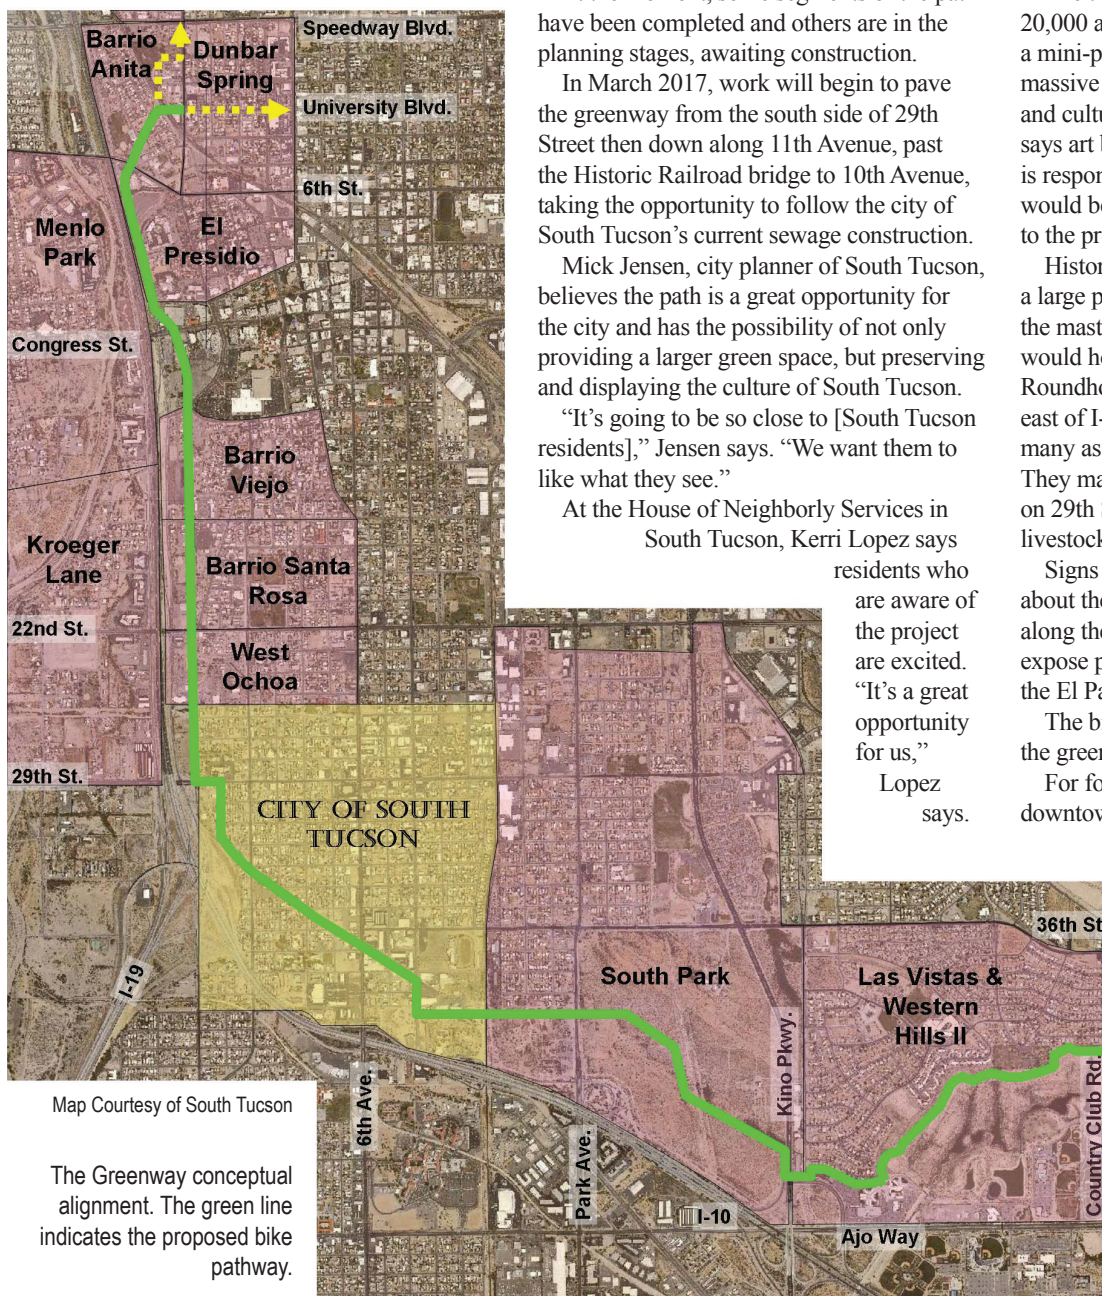 have been completed and others are in the
planning stages, awaiting construction.
In March 2017, work will begin to pave
the greenway from the south side of 29th
Street then down along 11th Avenue, past
the Historic Railroad bridge to 10th Avenue,
taking the opportunity to follow the city of
South Tucson's current sewage construction.
Mick Jensen, city planner of South Tucson,
believes the path is a great opportunity for
the city and has the possibility of not only
providing a larger green space, but preserving
and displaying the culture of South Tucson.
"It's going to be so close to [South Tucson
residents]," Jensen says. "We want them to
like what they see."
At the House of Neighborly Services in
South Tucson, Kerri Lopez says
residents who
are aware of
the project
are excited.
"It's a great
opportunity
for us,"
Lopez
says.
20,000 a
a mini-p
massive
and cultu
says art b
is respon
would be
to the pr
Histor
a large p
the mast
would ho
Roundho
east of I-
many as
They ma
on 29th S
livestock
Signs
about the
along the
expose p
the El Pa
The bi
the green
For fo
downtow
Speedway Blvd.
Barrio
Anita
Dunbar
Spring
University Blvd.
6th St.
Menlo
Park
El
Presidio
Congress St.
Barrio
Viejo
Kroeger
Lane
Barrio Santa
Rosa
22nd St.
West
Ochoa
29th St.
CITY OF SOUTH
TUCSON
36th St
I-19
South Park
Las Vistas &
Western
Hills II
Kino Pkwy.
Country Club Rd.
6th Ave.
Park Ave.
I-10
Ajo Way
Map Courtesy of South Tucson
The Greenway conceptual
alignment. The green line
indicates the proposed bike
pathway.